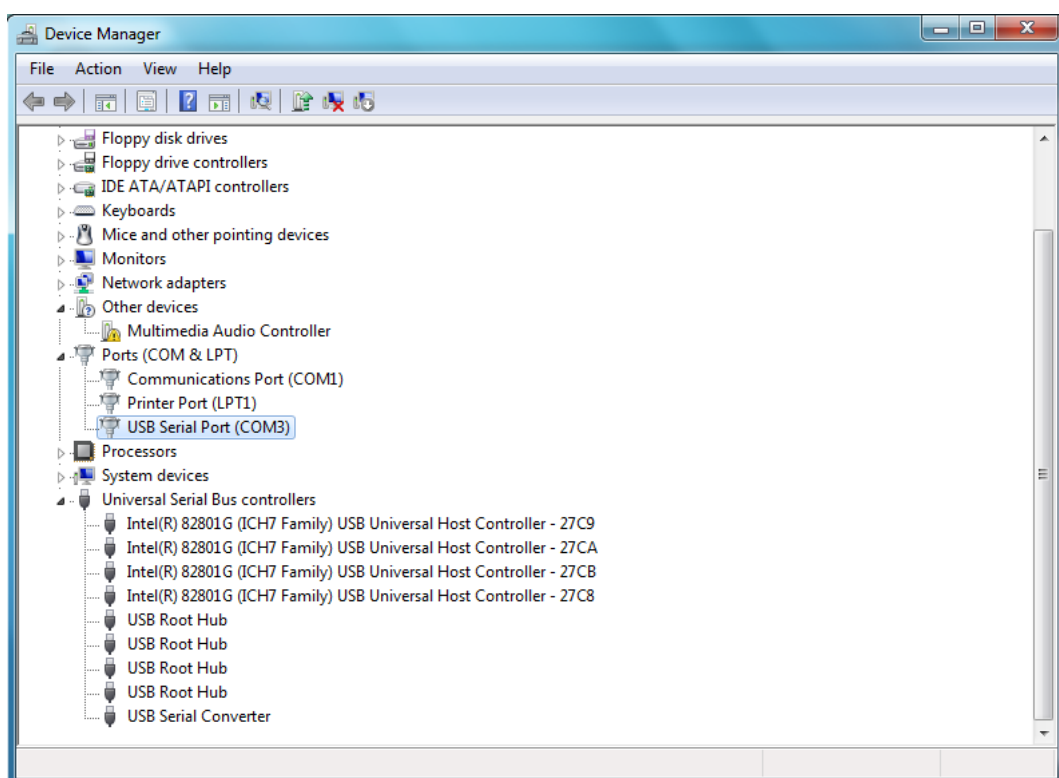 Device Manager
File Action View Help
Floppy disk drives
Floppy drive controllers
IDE ATA/ATAPI controllers
Keyboards
Mice and other pointing devices
Monitors
Network adapters
Other devices
Multimedia Audio Controller
Ports (COM & LPT)
Communications Port (COM1)
Printer Port (LPT1)
USB Serial Port (COM3)
Processors
System devices
Universal Serial Bus controllers
Intel(R) 82801G (ICH7 Family) USB Universal Host Controller - 27C9
Intel(R) 82801G (ICH7 Family) USB Universal Host Controller - 27CA
Intel(R) 82801G (ICH7 Family) USB Universal Host Controller - 27CB
Intel(R) 82801G (ICH7 Family) USB Universal Host Controller - 27C8
USB Root Hub
USB Root Hub
USB Root Hub
USB Root Hub
USB Serial Converter